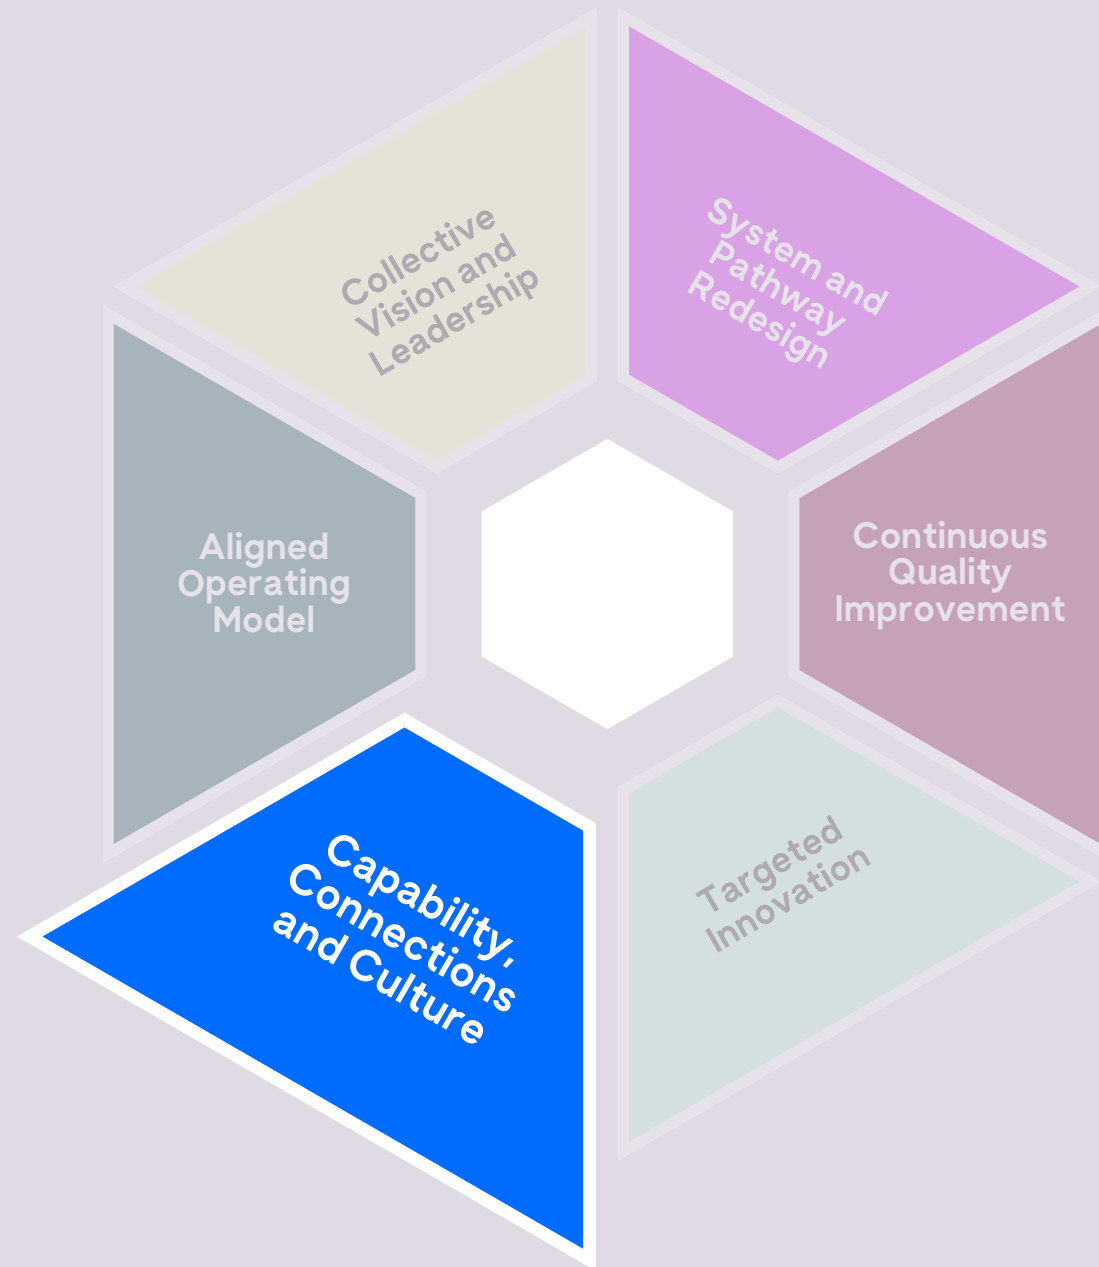 Collective
Vision and
Leadership
System and
Pathway
Redesign
Aligned
Operating
Model
Continuous
Quality
Improvement
Capability,
Connections
and Culture
Targeted
Innovation